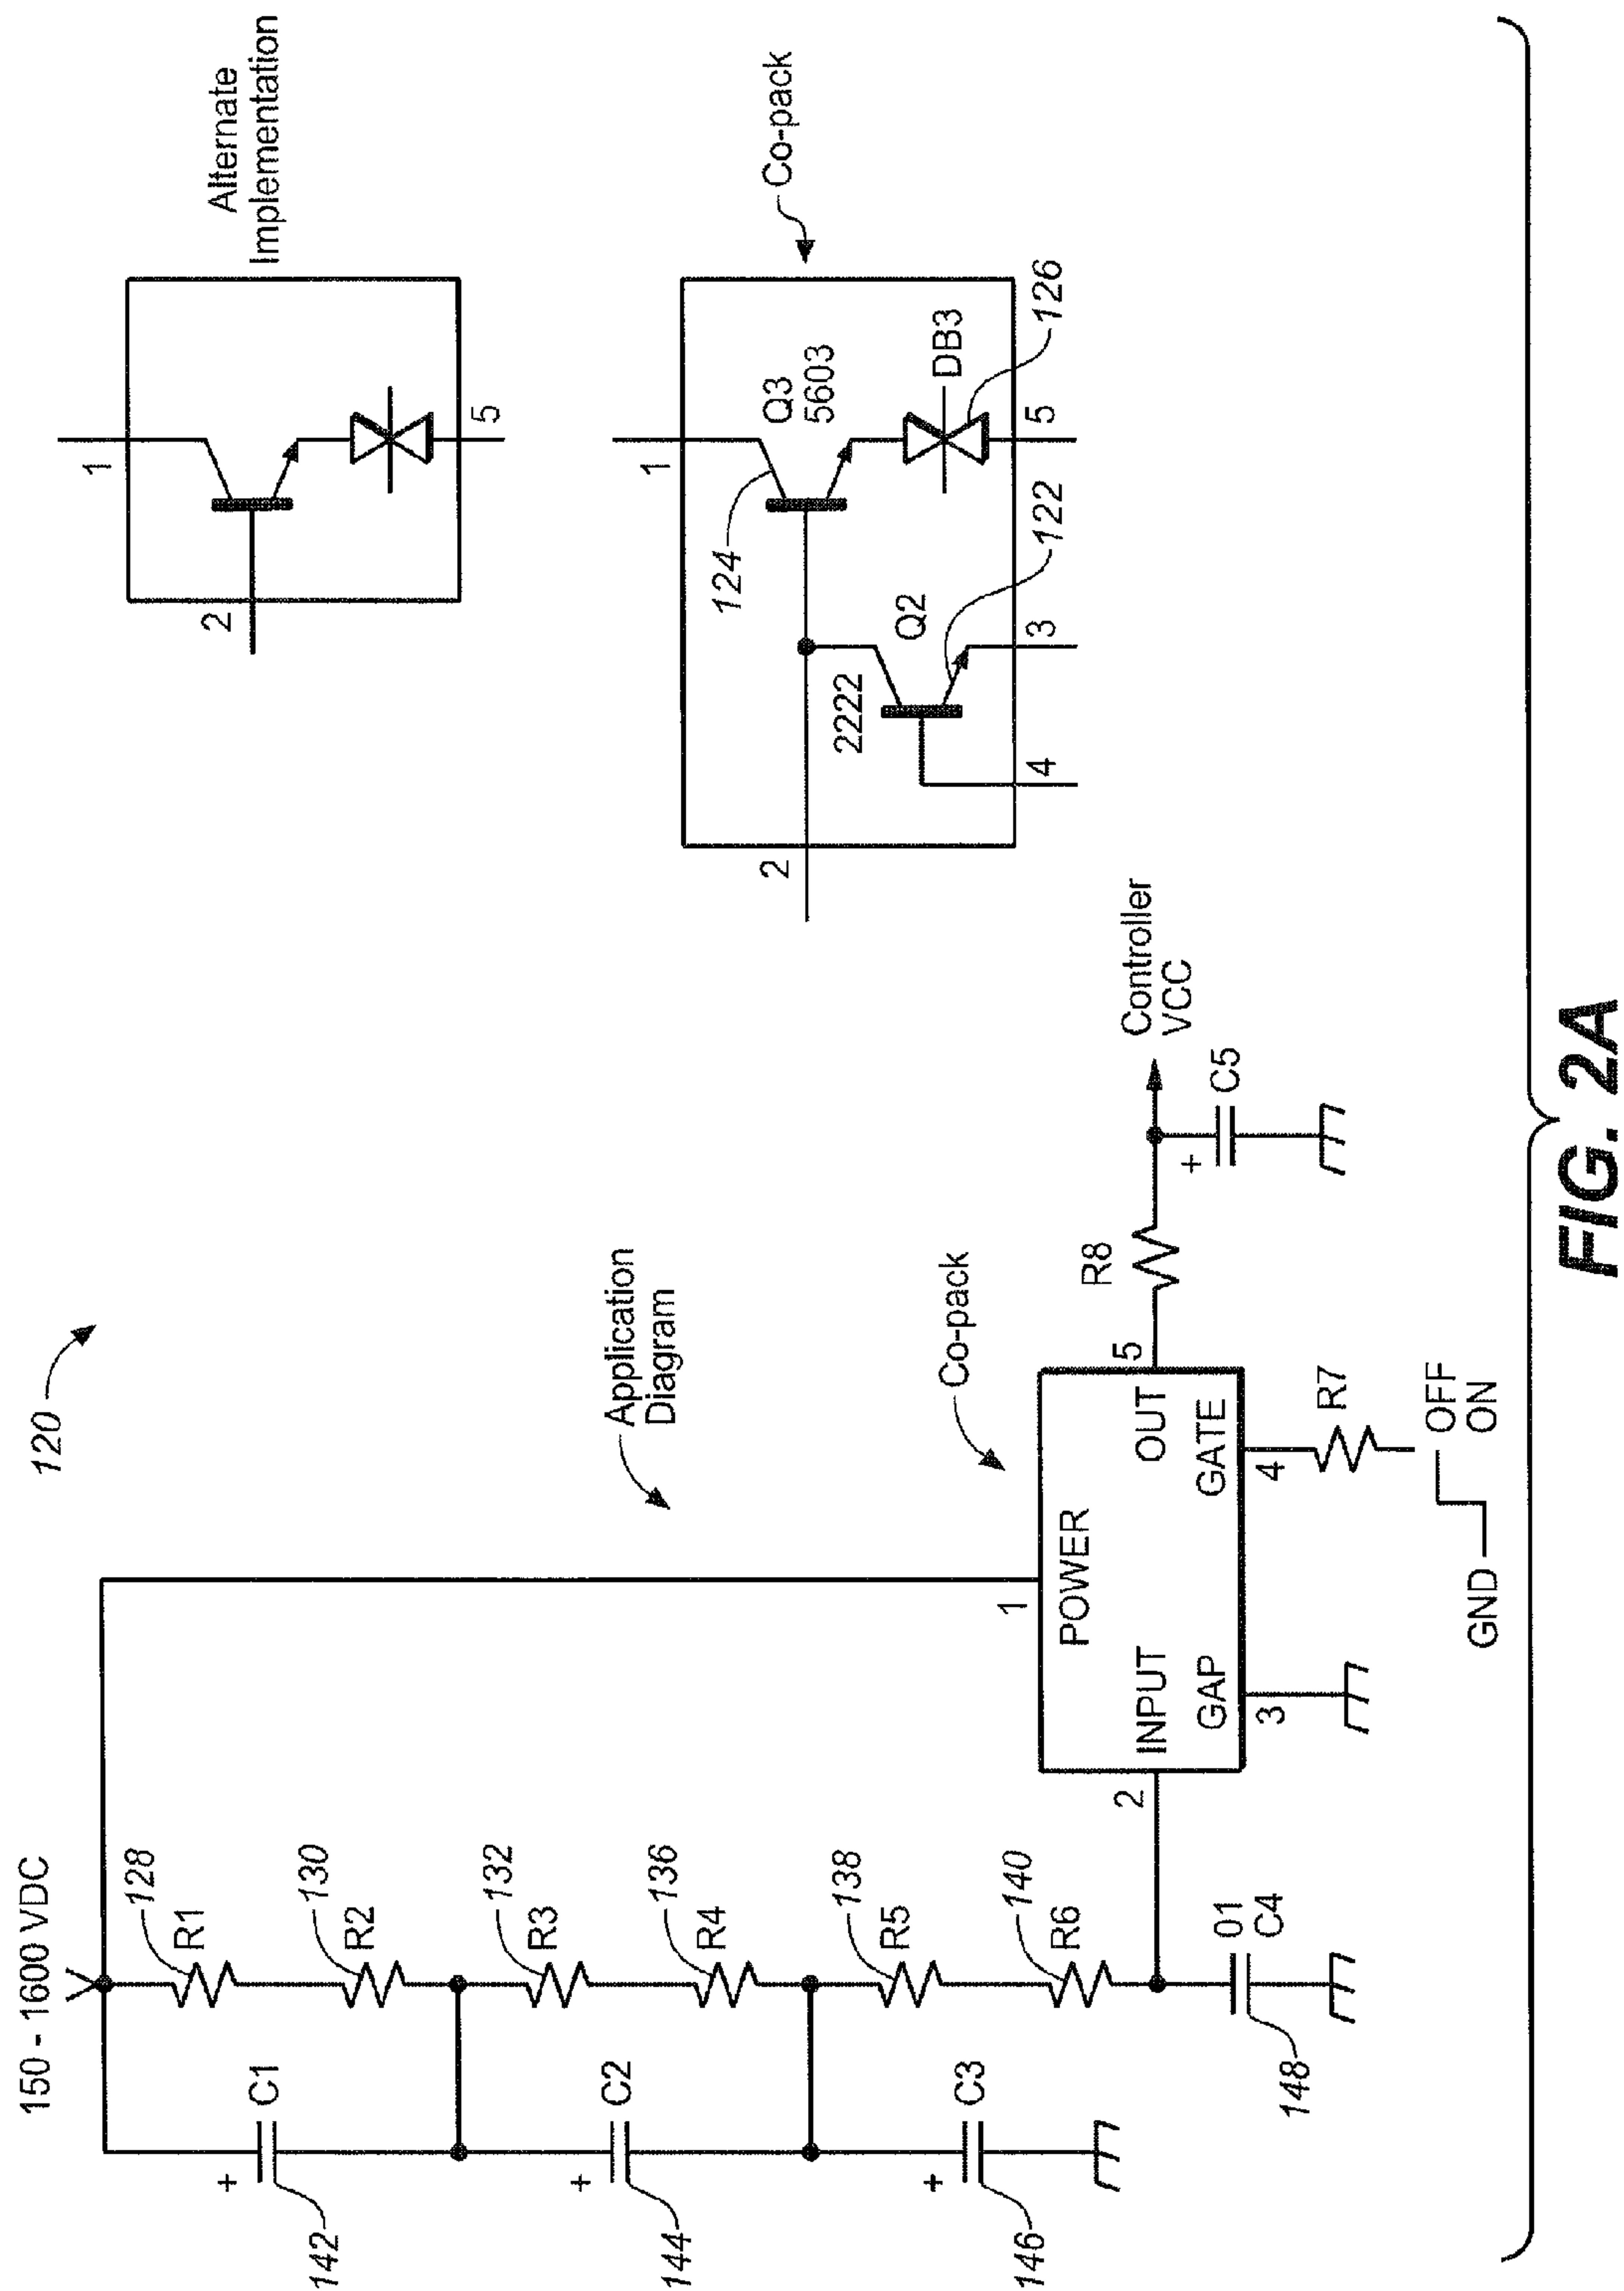 120
150 - 1600 VDC
128
R1
130
R2
132
R3
136
R4
138
R5
140
R6
+
C1
142
+
C2
144
+
C3
146
01
C4
148
Application
Diagram
Co-pack
1
POWER
2
INPUT
OUT
5
GAP
GATE
3
4
R7
GND
OFF
ON
R8
+
C5
Controller
VCC
Alternate
Implementation
1
2
5
Co-pack
1
124
Q3
5603
2
2222
Q2
DB3
4
3
5
122
126
FIG. 2A